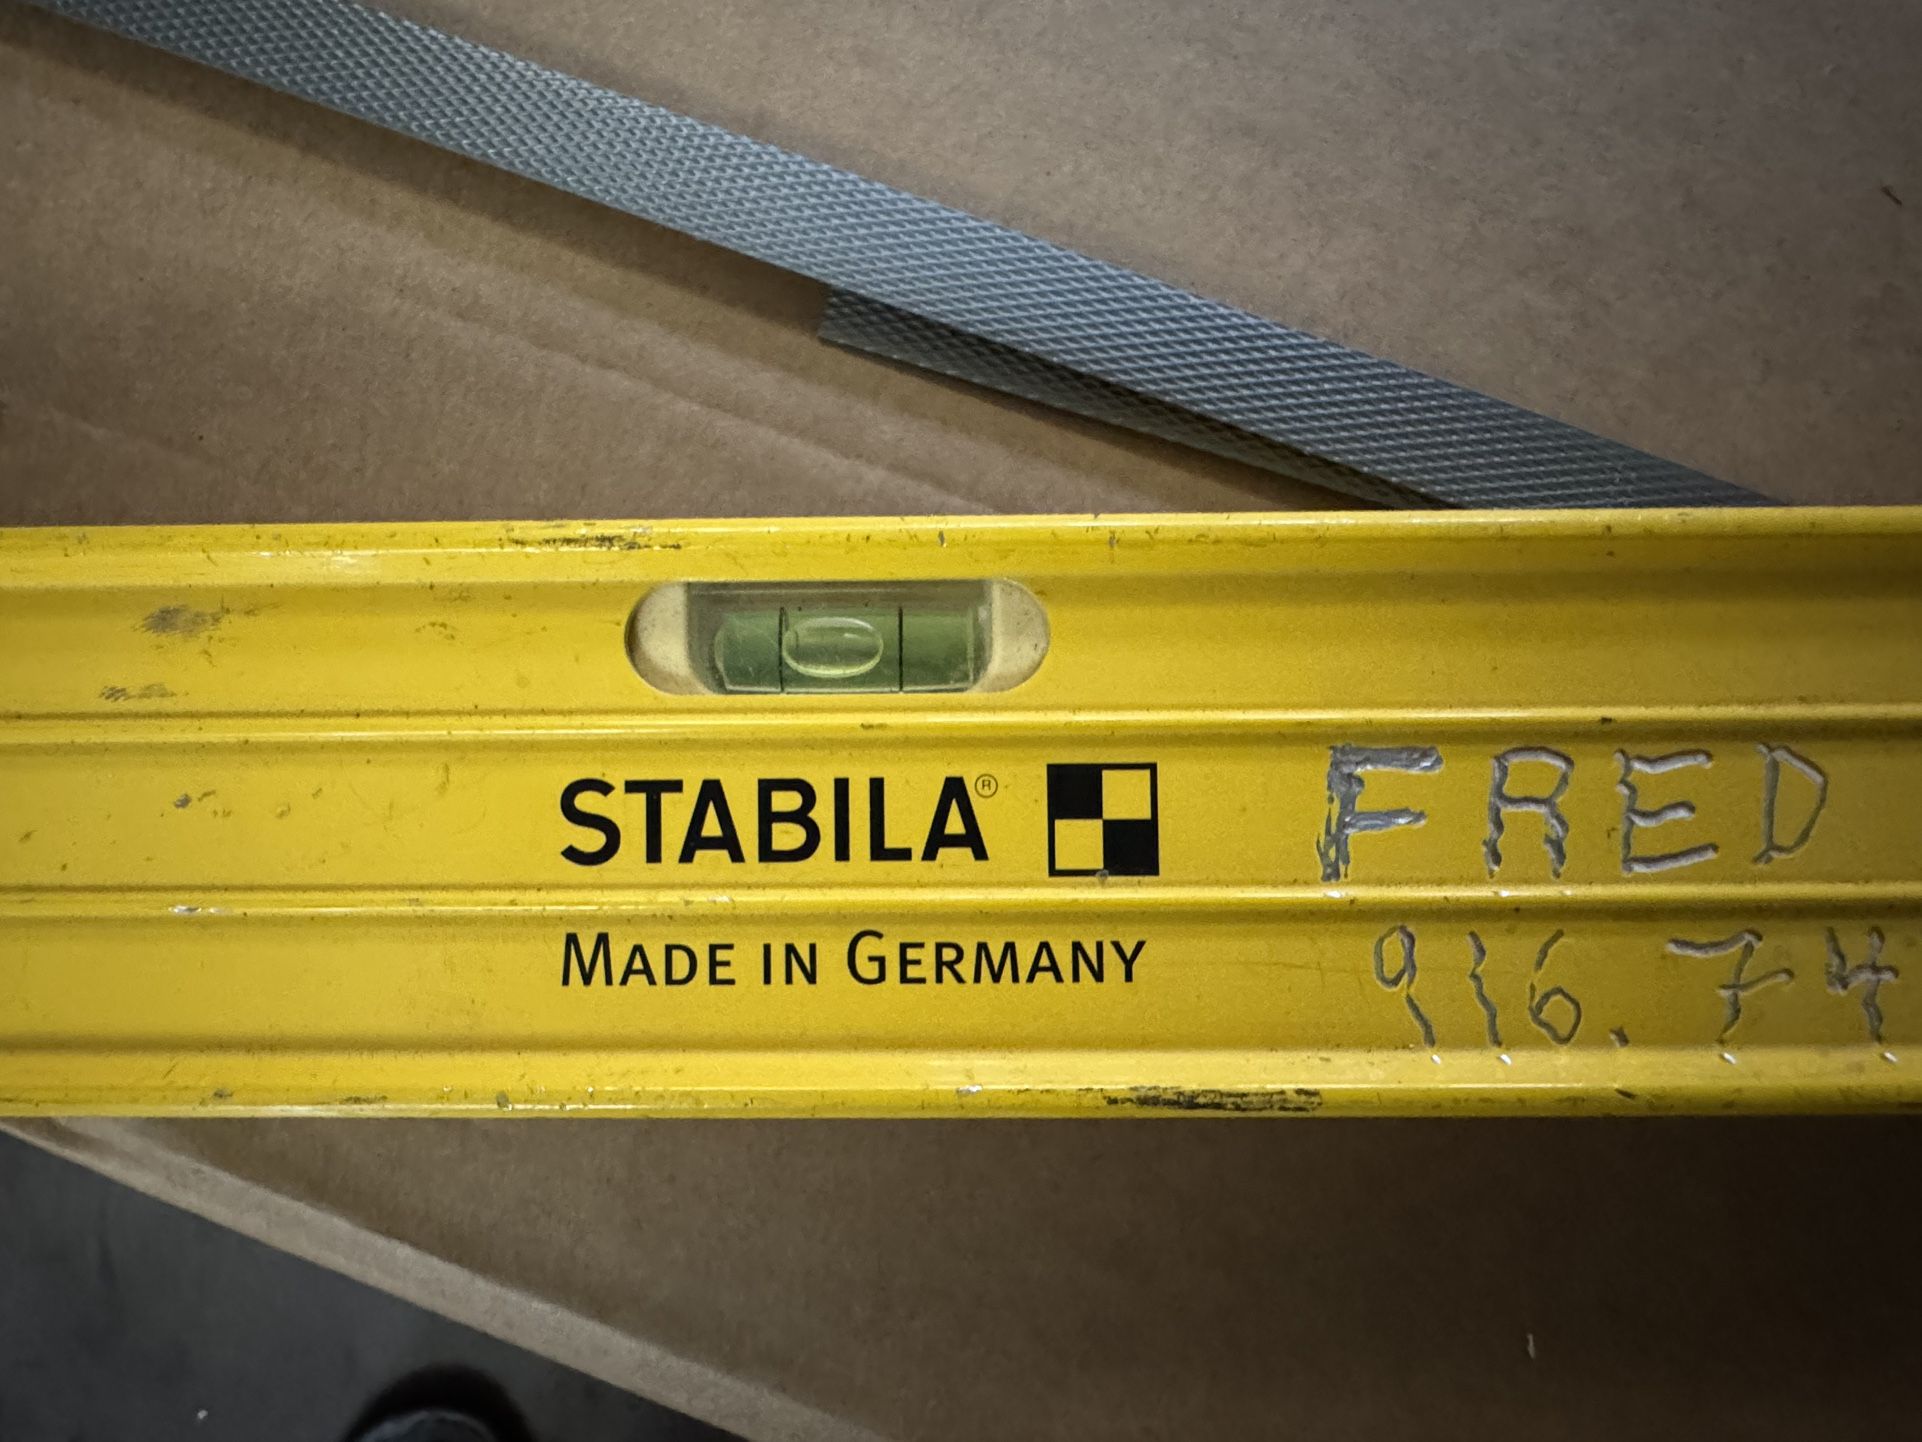 STABILA®
MADE IN GERMANY
FRED
916.74